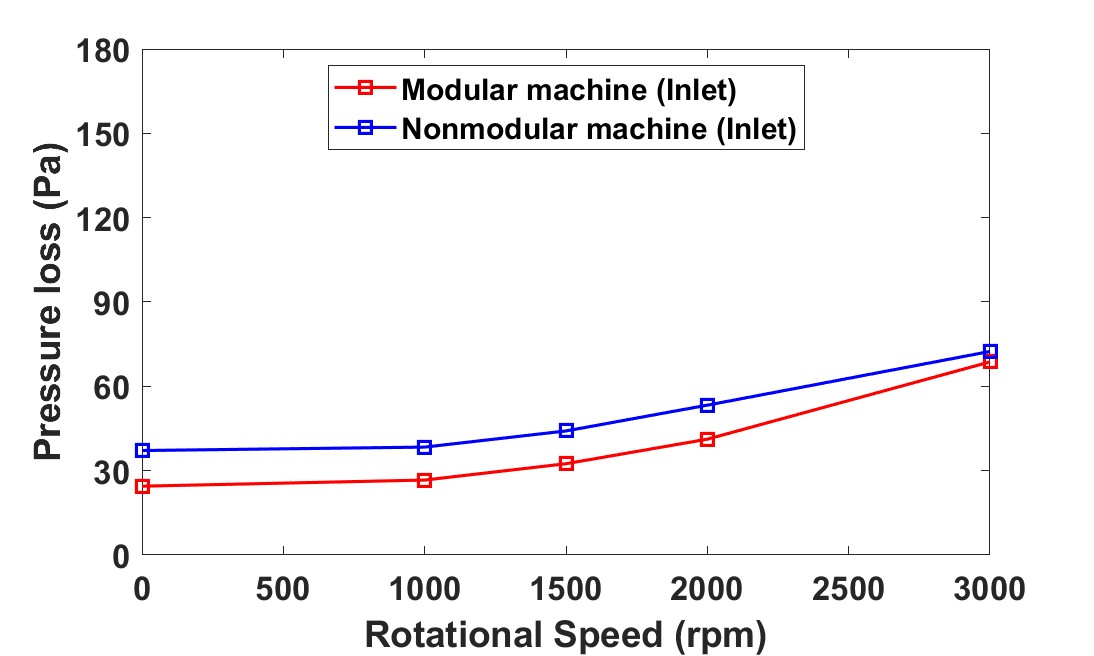 180
150
120
90
60
30
0
Pressure loss (Pa)
Modular machine (Inlet)
Nonmodular machine (Inlet)
0 500 1000 1500 2000 2500 3000
Rotational Speed (rpm)